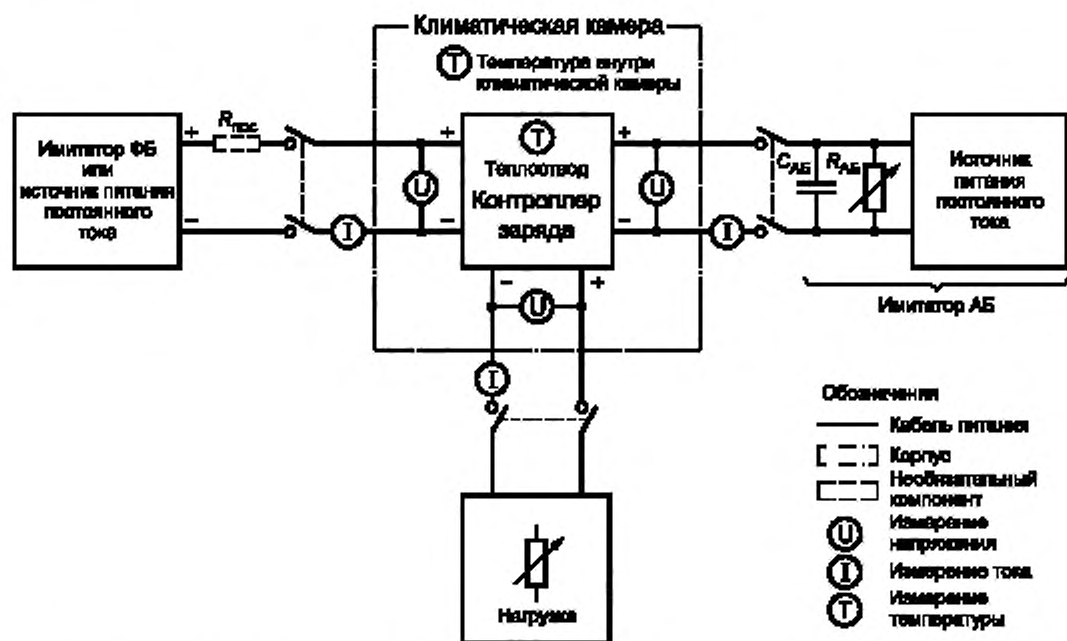 Климатическая камера
T Температура внутри
климатической камеры
Имитатор ФБ
или
источник питания
постоянного
тока
+
−
Rпос
I
U
+
−
T
Теплоотвод
Контроллер
заряда
+
−
U
I
CАБ
RАБ
Источник
питания
постоянного
тока
Имитатор АБ
−
+
U
I
Нагрузка
Обозначения
Кабель питания
Корпус
Необязательный
компонент
U Измерение
напряжения
I Измерение тока
T Измерение
температуры